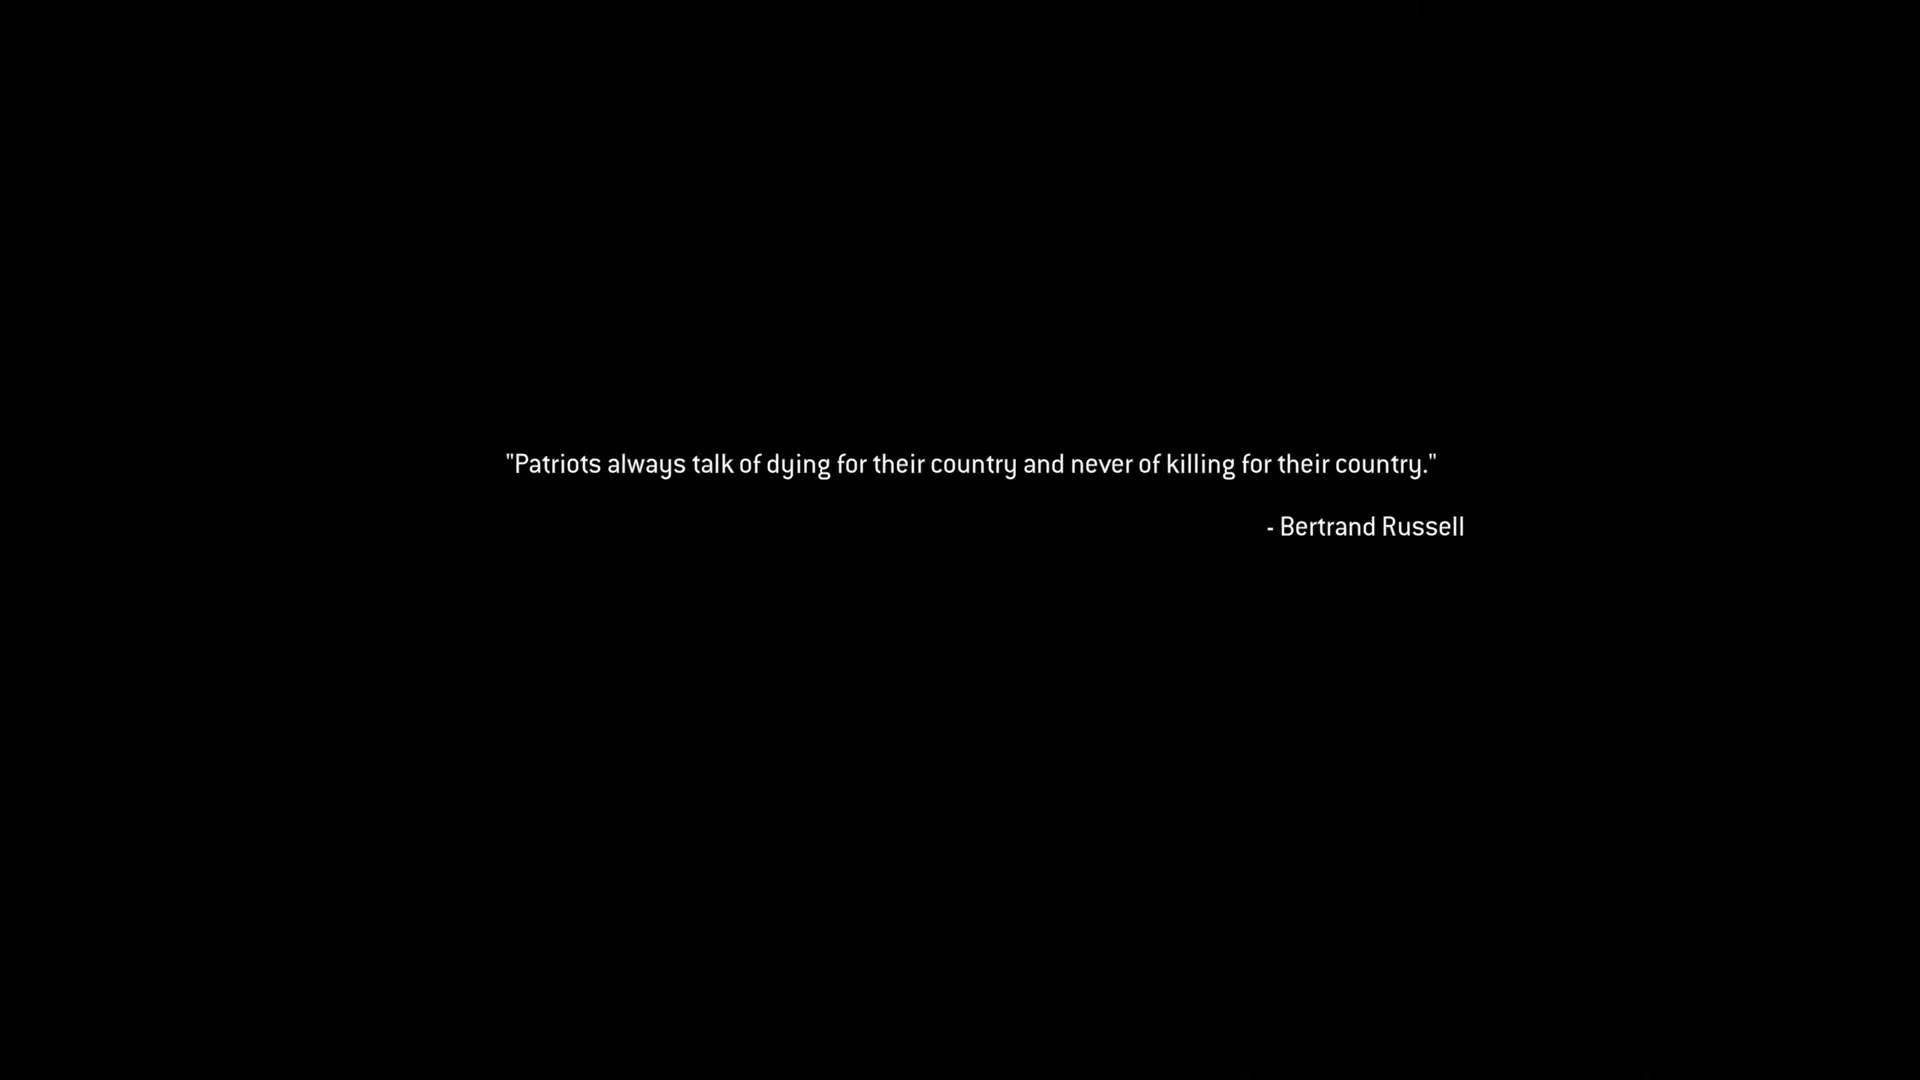 "Patriots always talk of dying for their country and never of killing for their country."
- Bertrand Russell